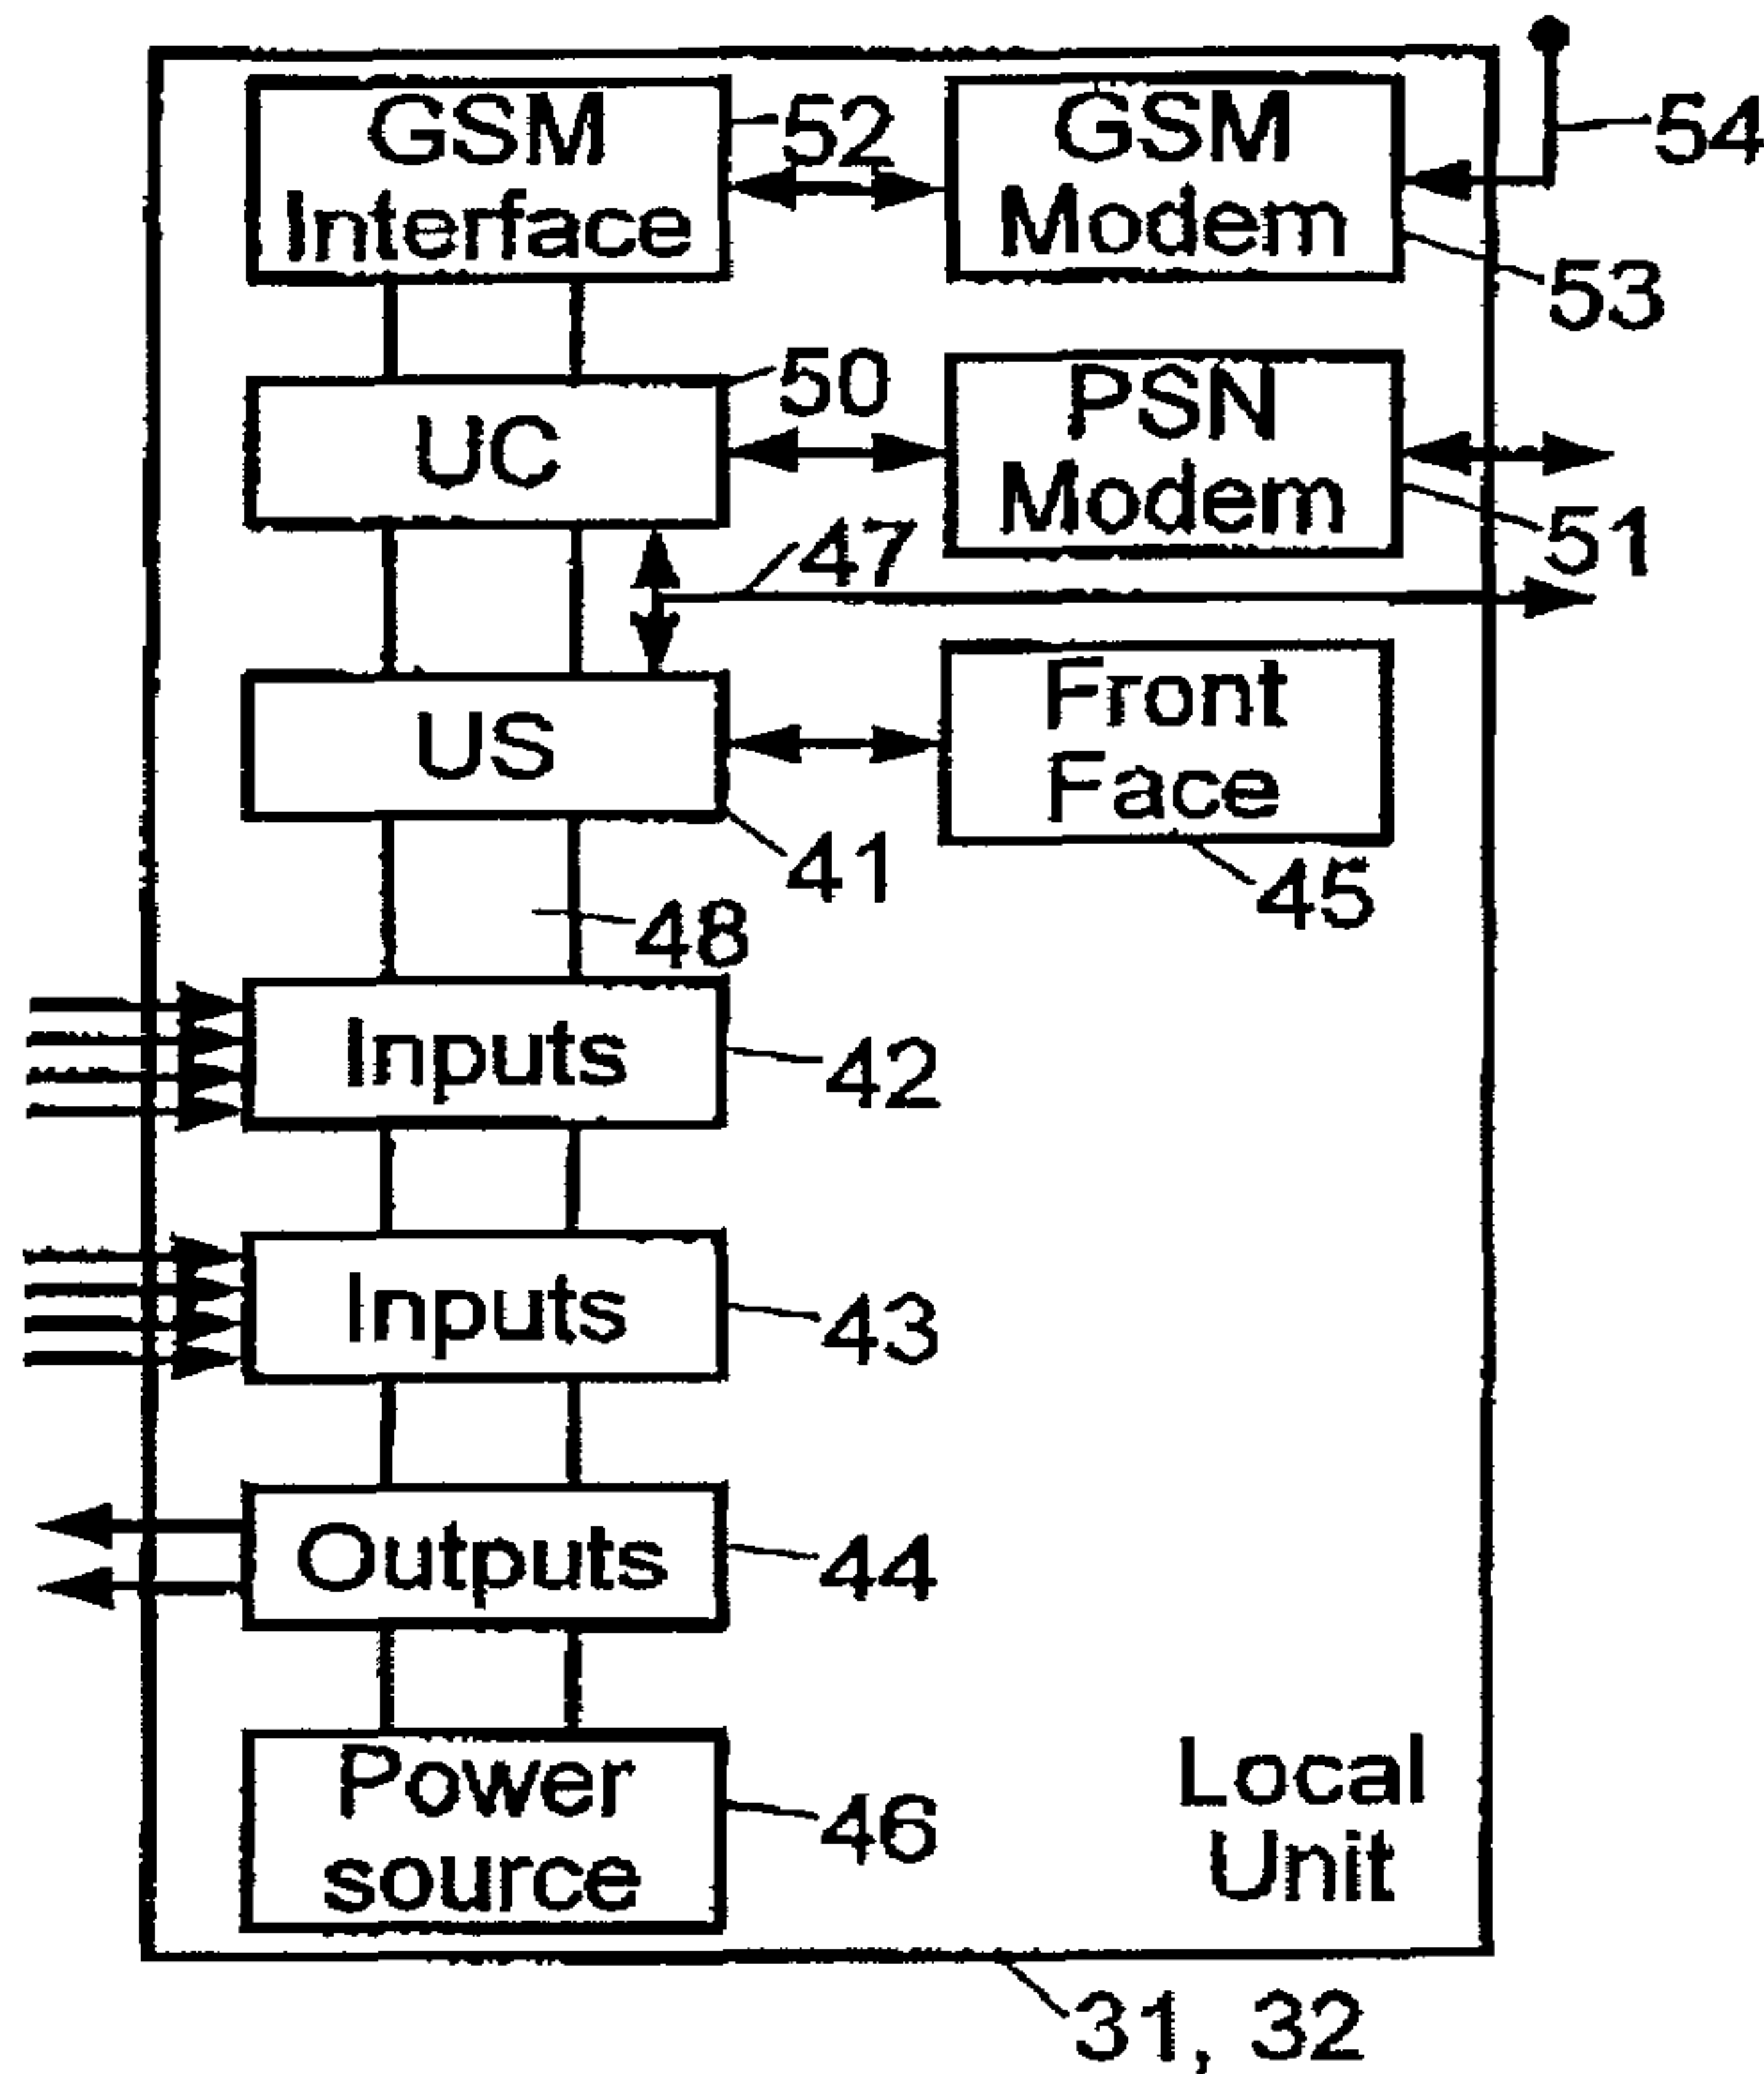 GSM
Interface
52
GSM
Modem
54
53
UC
50
PSN
Modem
51
47
US
41
Front
Face
45
48
Inputs
42
Inputs
43
Outputs
44
Power
source
46
Local
Unit
31, 32